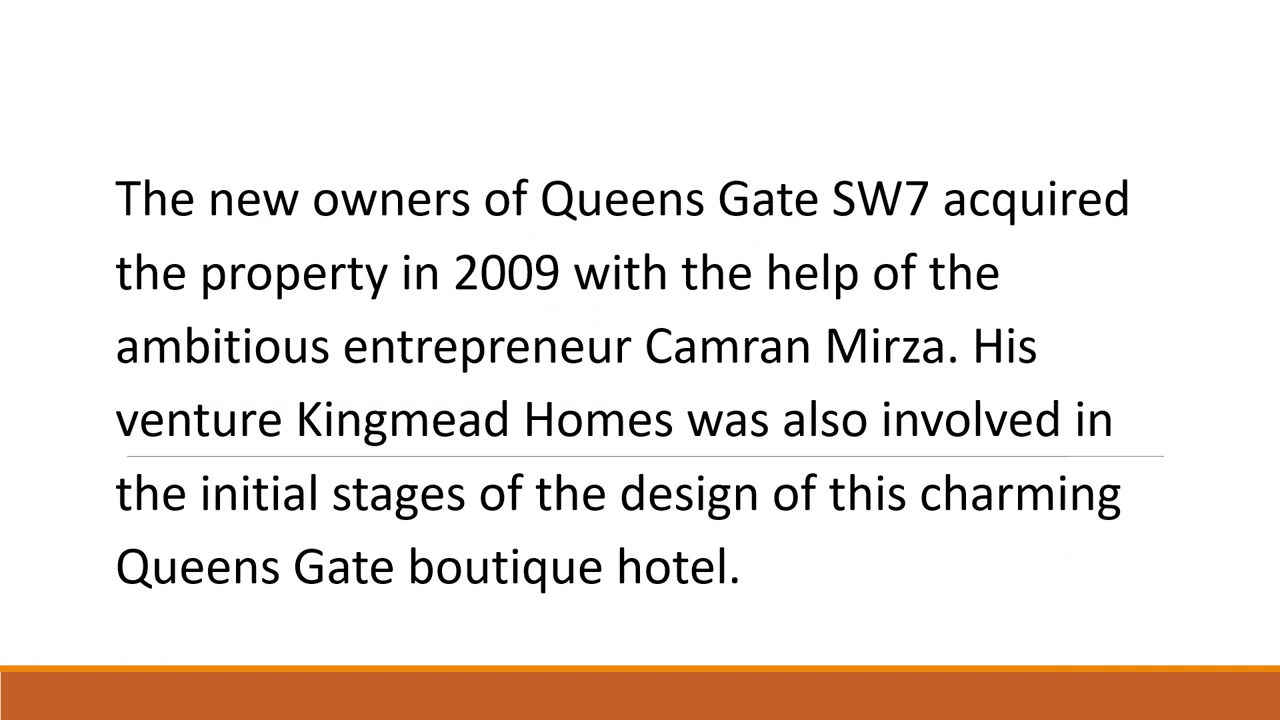 The new owners of Queens Gate SW7 acquired
the property in 2009 with the help of the
ambitious entrepreneur Camran Mirza. His
venture Kingmead Homes was also involved in
the initial stages of the design of this charming
Queens Gate boutique hotel.